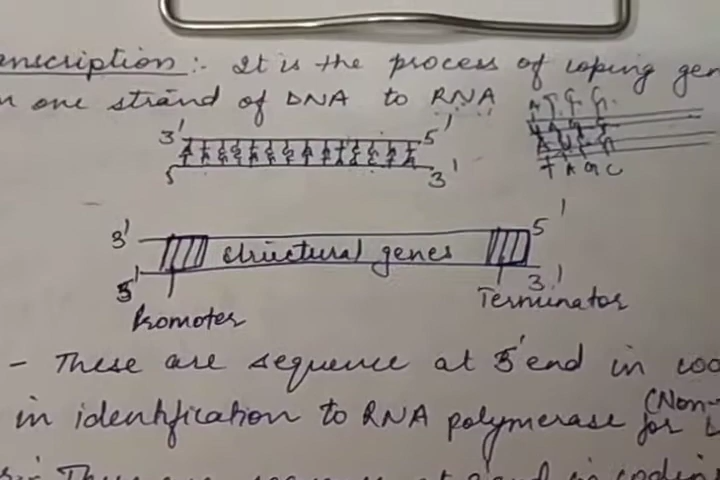 nscription:- It is the process of coping gen
one strand of DNA to RNA
3' 5'
5 3'
T A G C
3' structural genes 5'
5' 3'
Promoter Terminator
- These are sequence at 5' end in cod
in identification to RNA polymerase (Non-
for